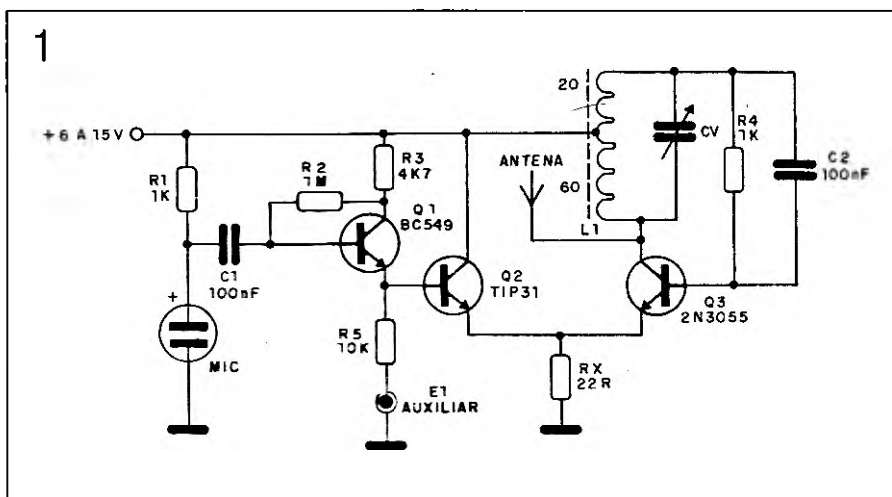 1
+6 A 15V
R1
1K
C1
100nF
+
MIC
R2
1M
R3
4K7
Q1
BC549
R5
10K
E1
AUXILIAR
Q2
TIP31
ANTENA
20
60
L1
CV
R4
1K
C2
100nF
Q3
2N3055
RX
22R